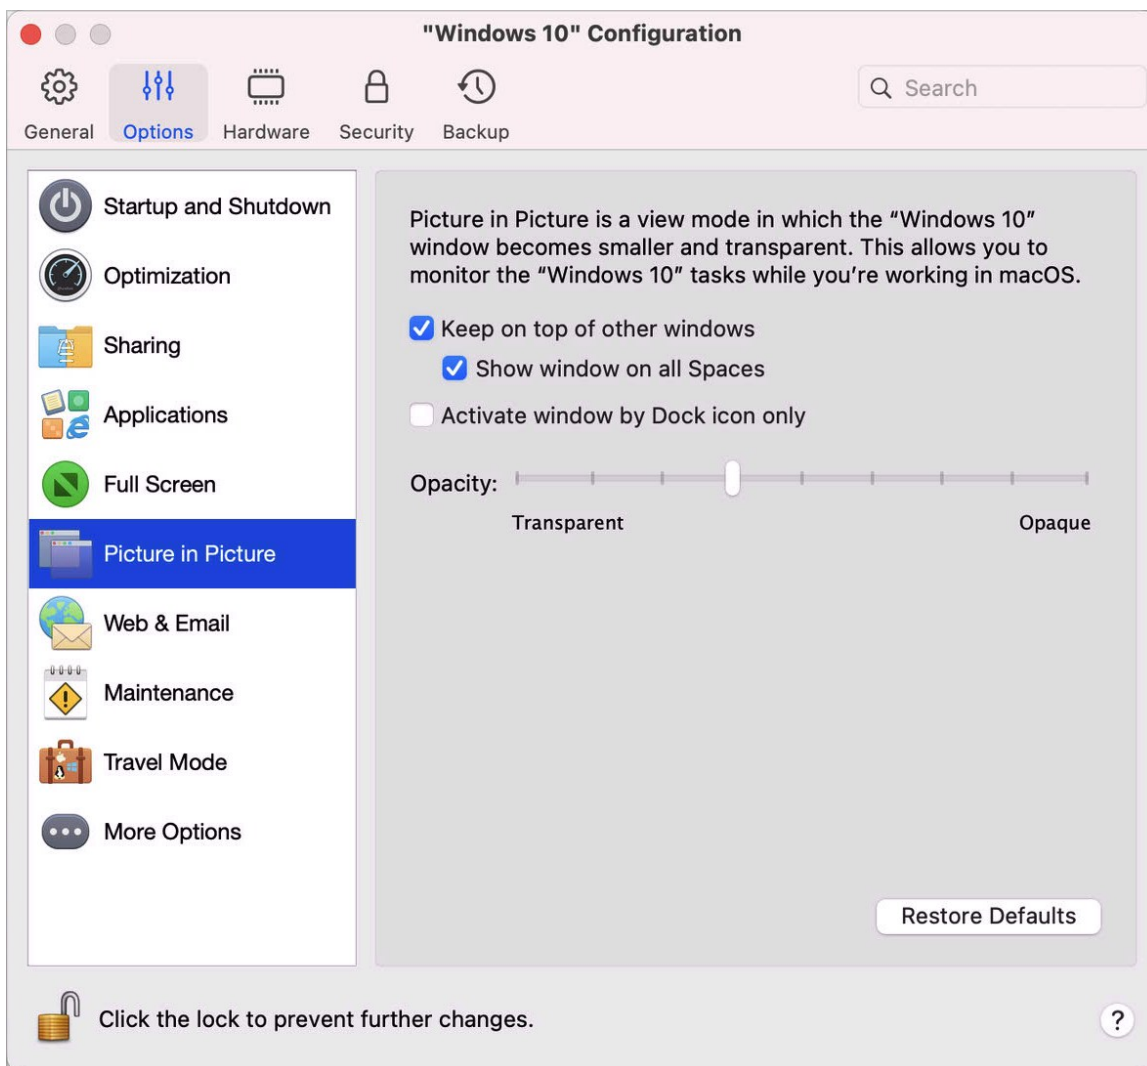 "Windows 10" Configuration
General
Options
Hardware
Security
Backup
Search
Startup and Shutdown
Optimization
Sharing
Applications
Full Screen
Picture in Picture
Web & Email
Maintenance
Travel Mode
More Options
Picture in Picture is a view mode in which the “Windows 10”
window becomes smaller and transparent. This allows you to
monitor the “Windows 10” tasks while you’re working in macOS.
Keep on top of other windows
Show window on all Spaces
Activate window by Dock icon only
Opacity:
Transparent
Opaque
Restore Defaults
Click the lock to prevent further changes.
?